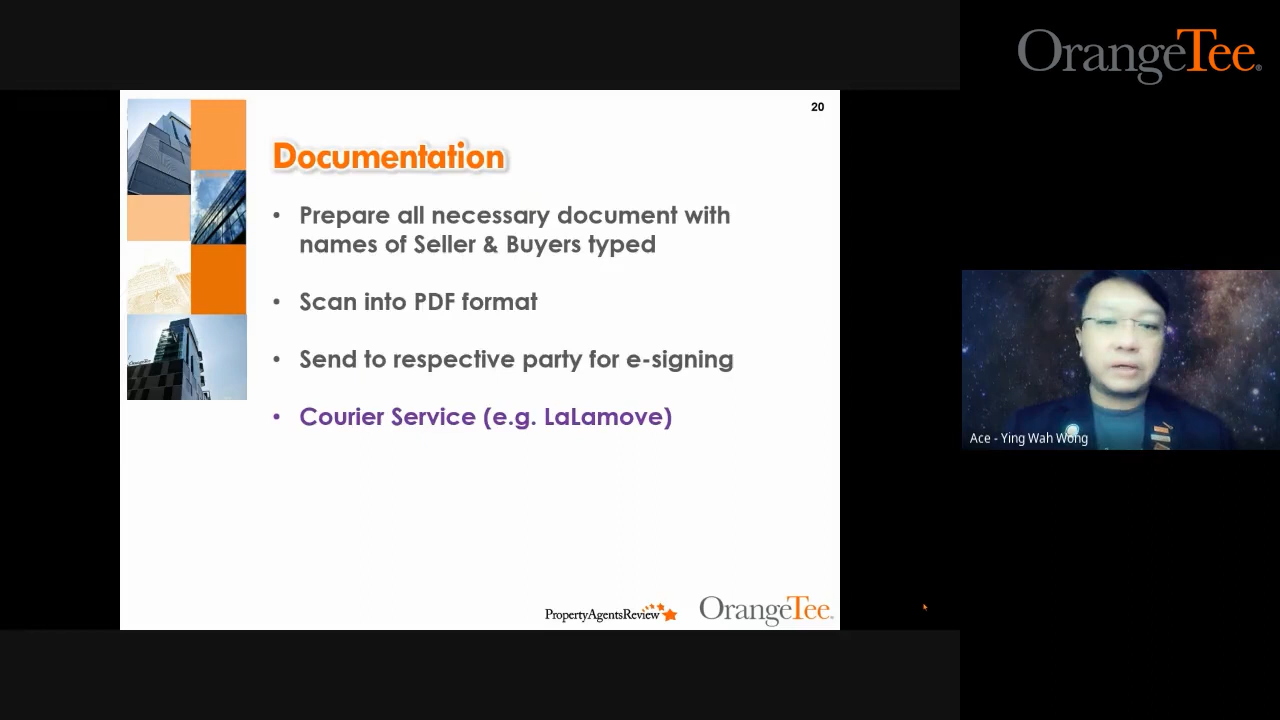 OrangeTee
20
Documentation
• Prepare all necessary document with
names of Seller & Buyers typed
• Scan into PDF format
• Send to respective party for e-signing
• Courier Service (e.g. LaLamove)
Ace - Ying Wah Wong
PropertyAgentsReview
OrangeTee